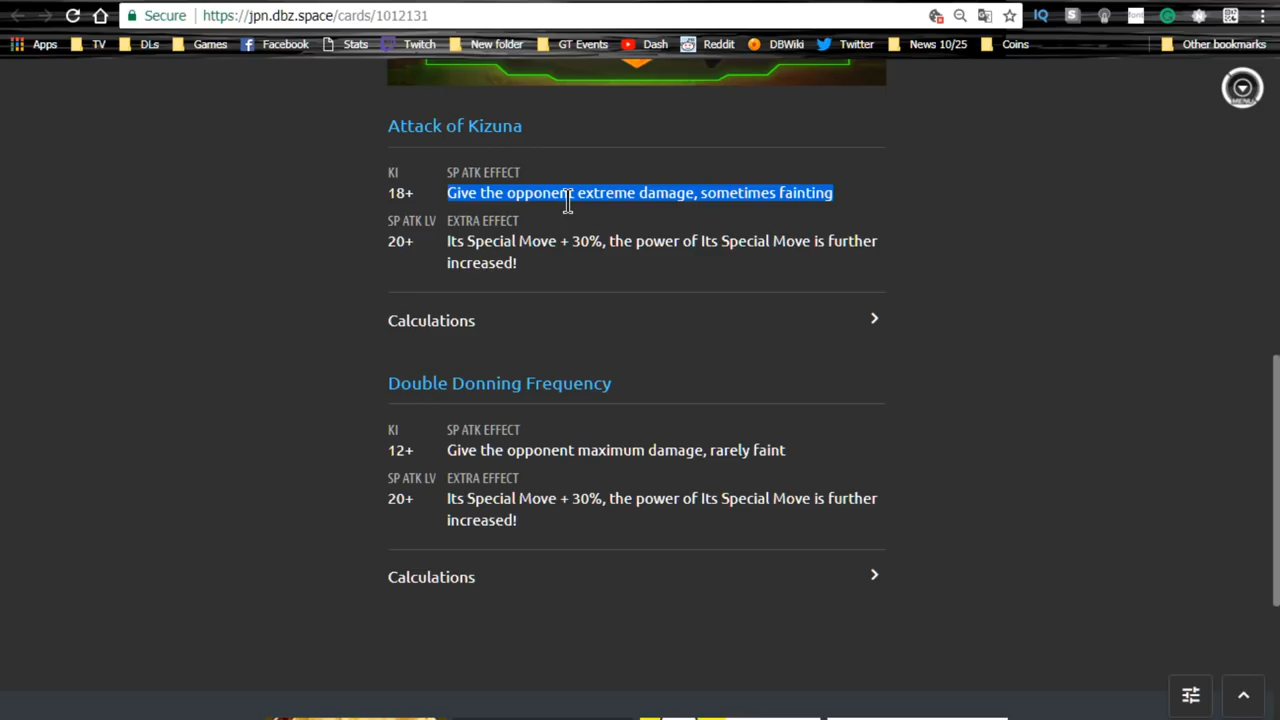 Secure https://jpn.dbz.space/cards/1012131 IQ S
Apps TV DLs Games Facebook Stats Twitch New folder GT Events Dash Reddit DBWiki Twitter News 10/25 Coins Other bookmarks
MENU
Attack of Kizuna
KI SP ATK EFFECT
18+ Give the opponent extreme damage, sometimes fainting
SP ATK LV EXTRA EFFECT
20+ Its Special Move + 30%, the power of Its Special Move is further
increased!
Calculations
Double Donning Frequency
KI SP ATK EFFECT
12+ Give the opponent maximum damage, rarely faint
SP ATK LV EXTRA EFFECT
20+ Its Special Move + 30%, the power of Its Special Move is further
increased!
Calculations